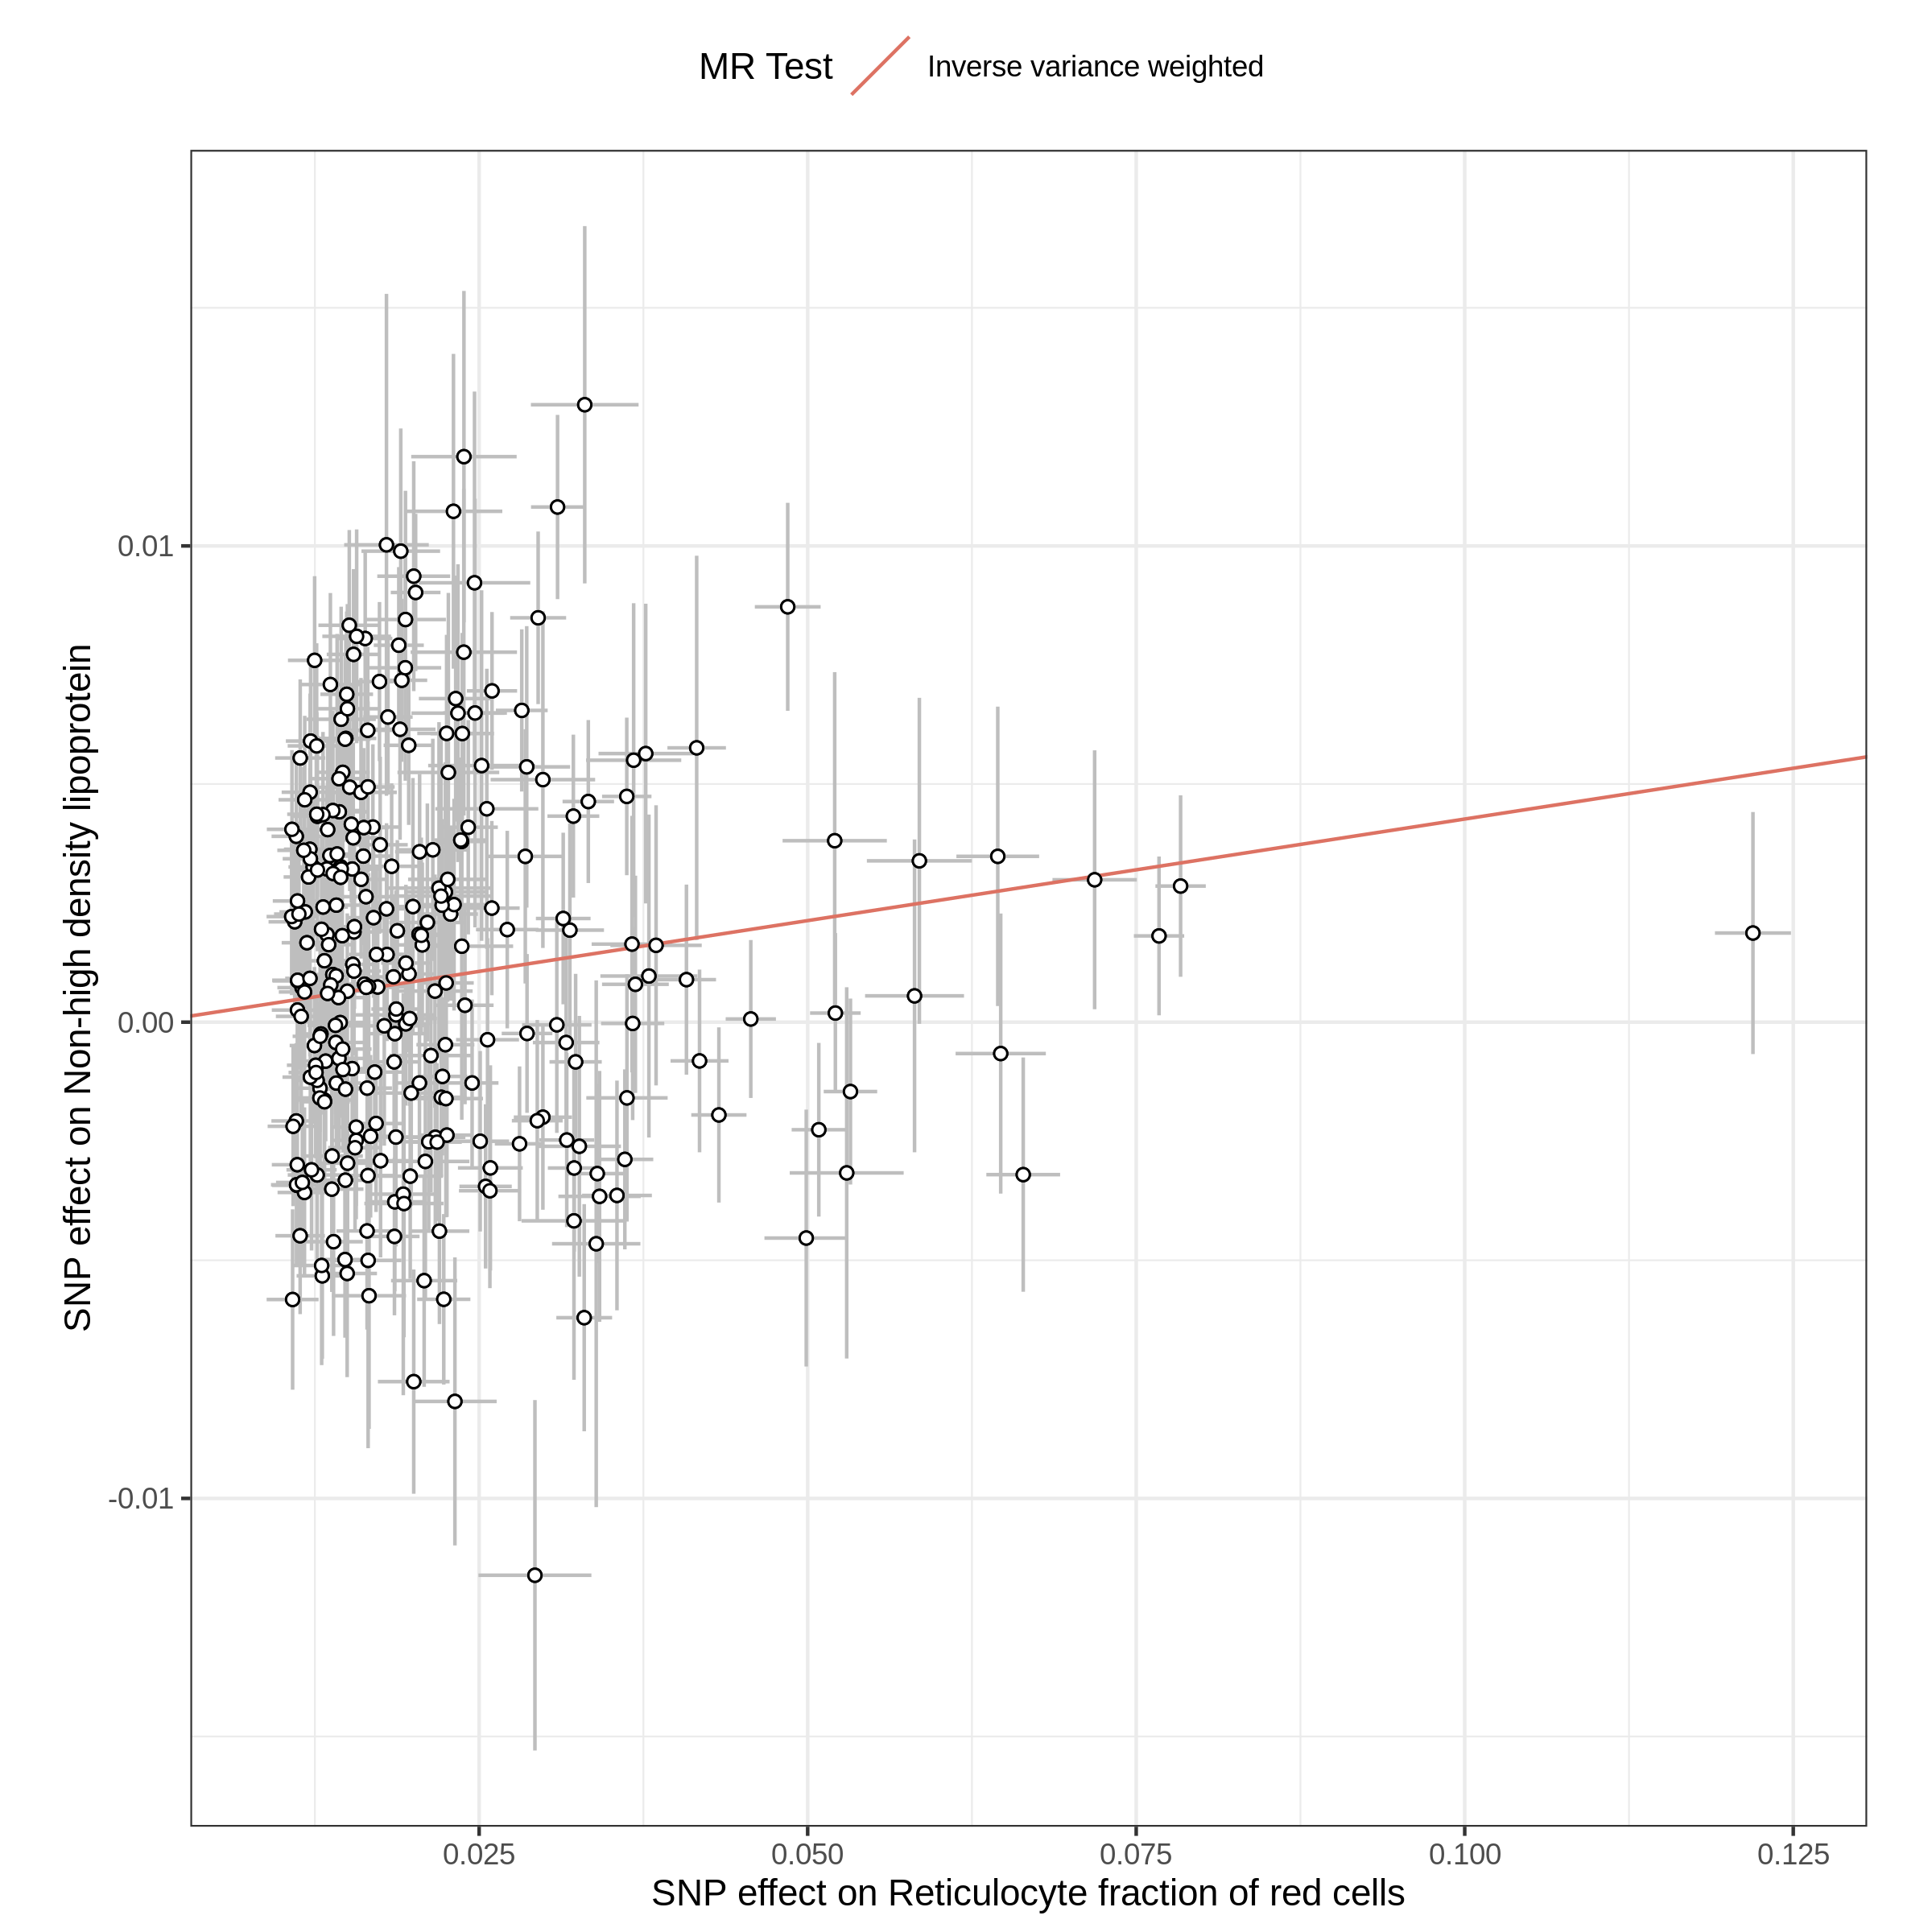 MR Test
Inverse variance weighted
SNP effect on Non-high density lipoprotein
0.01
0.00
-0.01
0.025
0.050
0.075
0.100
0.125
SNP effect on Reticulocyte fraction of red cells